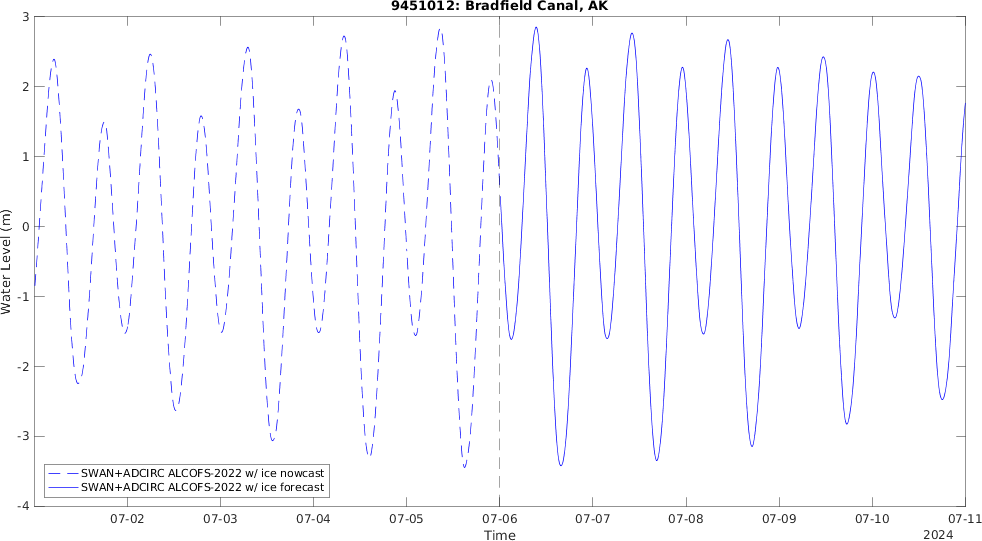 9451012: Bradfield Canal, AK
Water Level (m)
3
2
1
0
-1
-2
-3
-4
SWAN+ADCIRC ALCOFS-2022 w/ ice nowcast
SWAN+ADCIRC ALCOFS-2022 w/ ice forecast
07-02 07-03 07-04 07-05 07-06 07-07 07-08 07-09 07-10 07-11
Time
2024